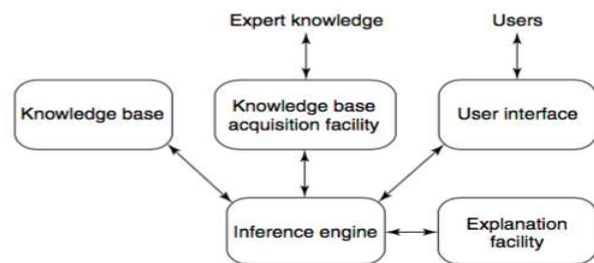 Expert knowledge
Users
Knowledge base
Knowledge base
acquisition facility
User interface
Inference engine
Explanation
facility